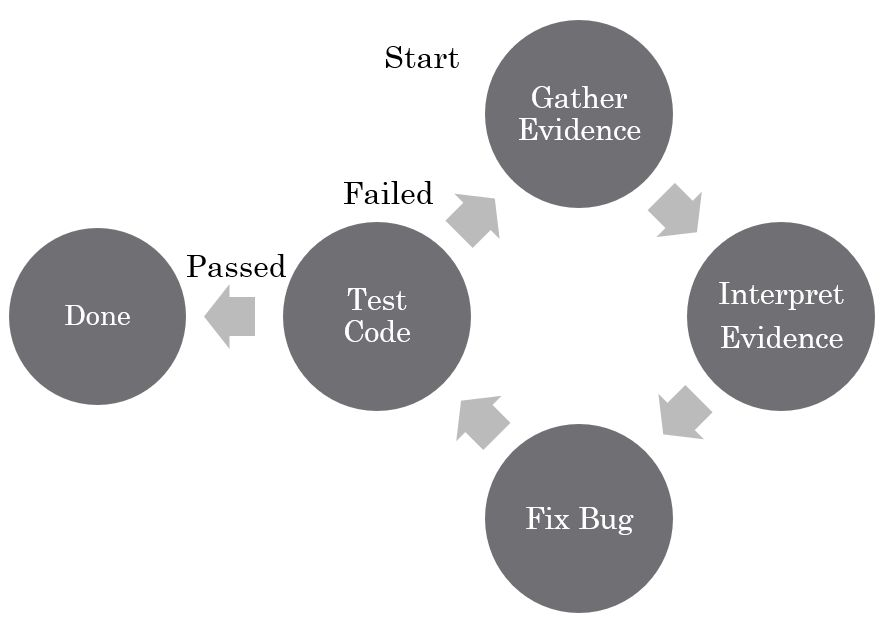 Start
Gather
Evidence
Failed
Passed
Done
Test
Code
Interpret
Evidence
Fix Bug